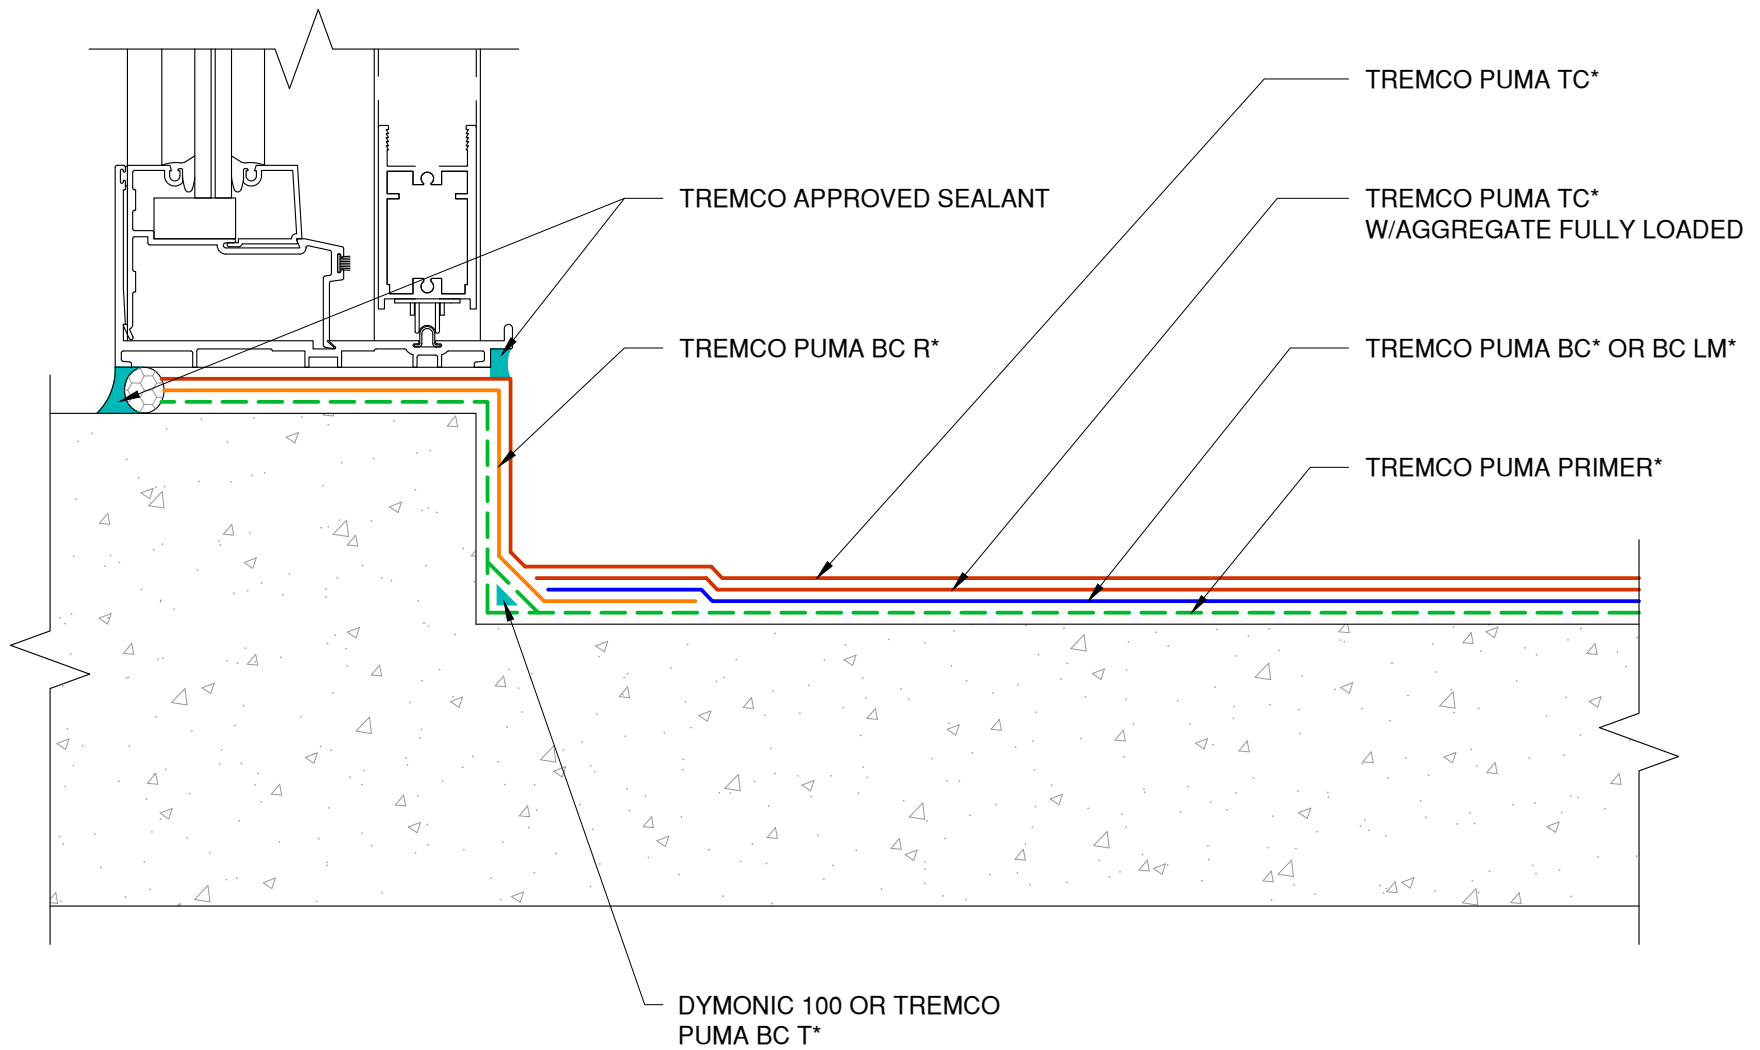 TREMCO PUMA TC*
TREMCO APPROVED SEALANT
TREMCO PUMA TC*
W/AGGREGATE FULLY LOADED
TREMCO PUMA BC R*
TREMCO PUMA BC* OR BC LM*
TREMCO PUMA PRIMER*
DYMONIC 100 OR TREMCO
PUMA BC T*